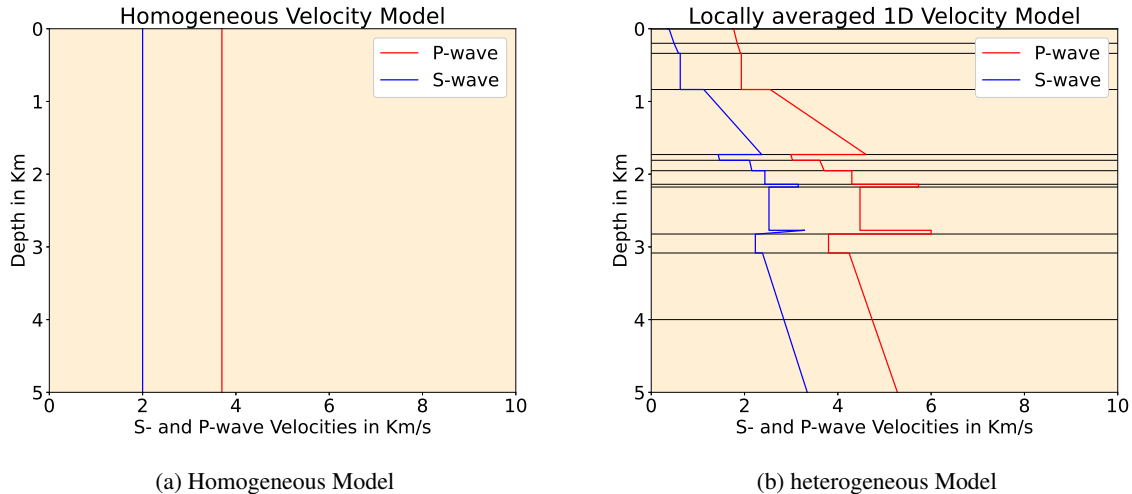 Homogeneous Velocity Model
0
1
2
3
4
5
Depth in Km
P-wave
S-wave
0 2 4 6 8 10
S- and P-wave Velocities in Km/s
(a) Homogeneous Model
Locally averaged 1D Velocity Model
0
1
2
3
4
5
Depth in Km
P-wave
S-wave
0 2 4 6 8 10
S- and P-wave Velocities in Km/s
(b) heterogeneous Model